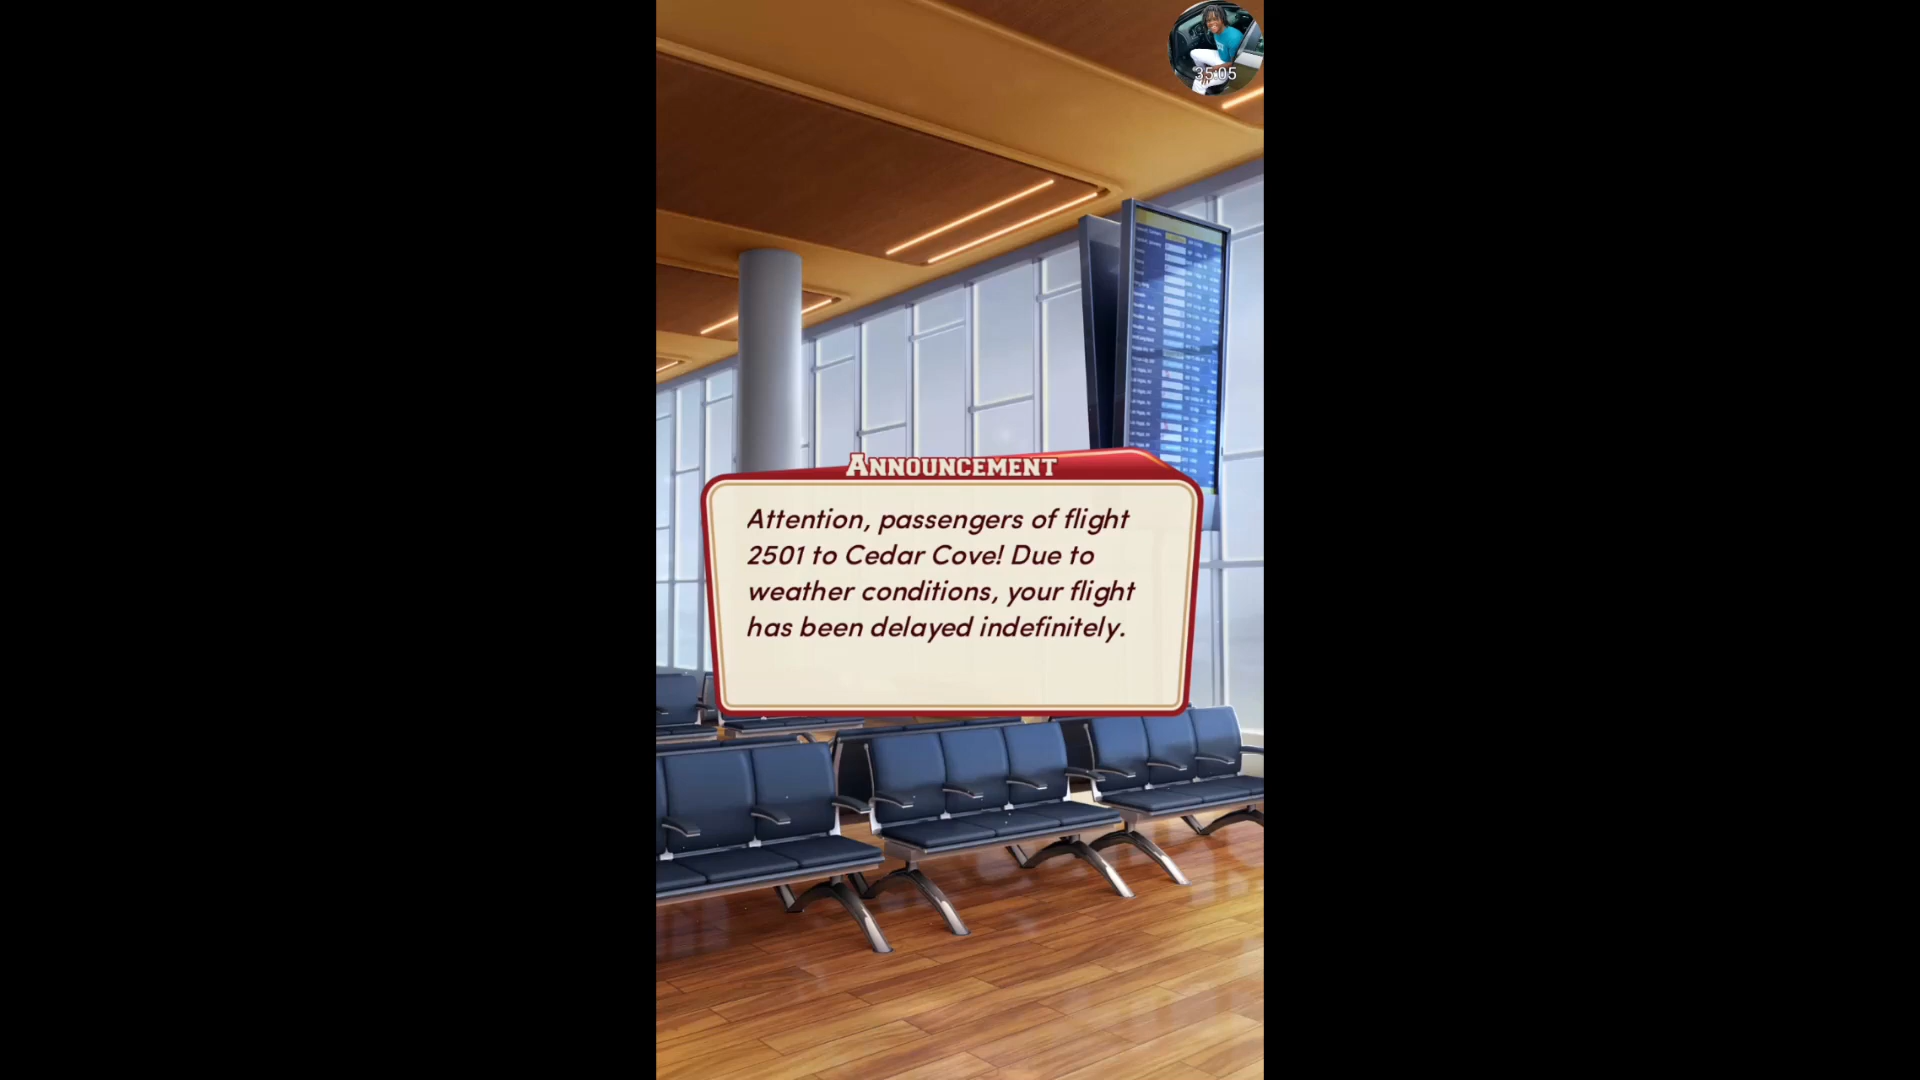 35:05
ANNOUNCEMENT
Attention, passengers of flight
2501 to Cedar Cove! Due to
weather conditions, your flight
has been delayed indefinitely.